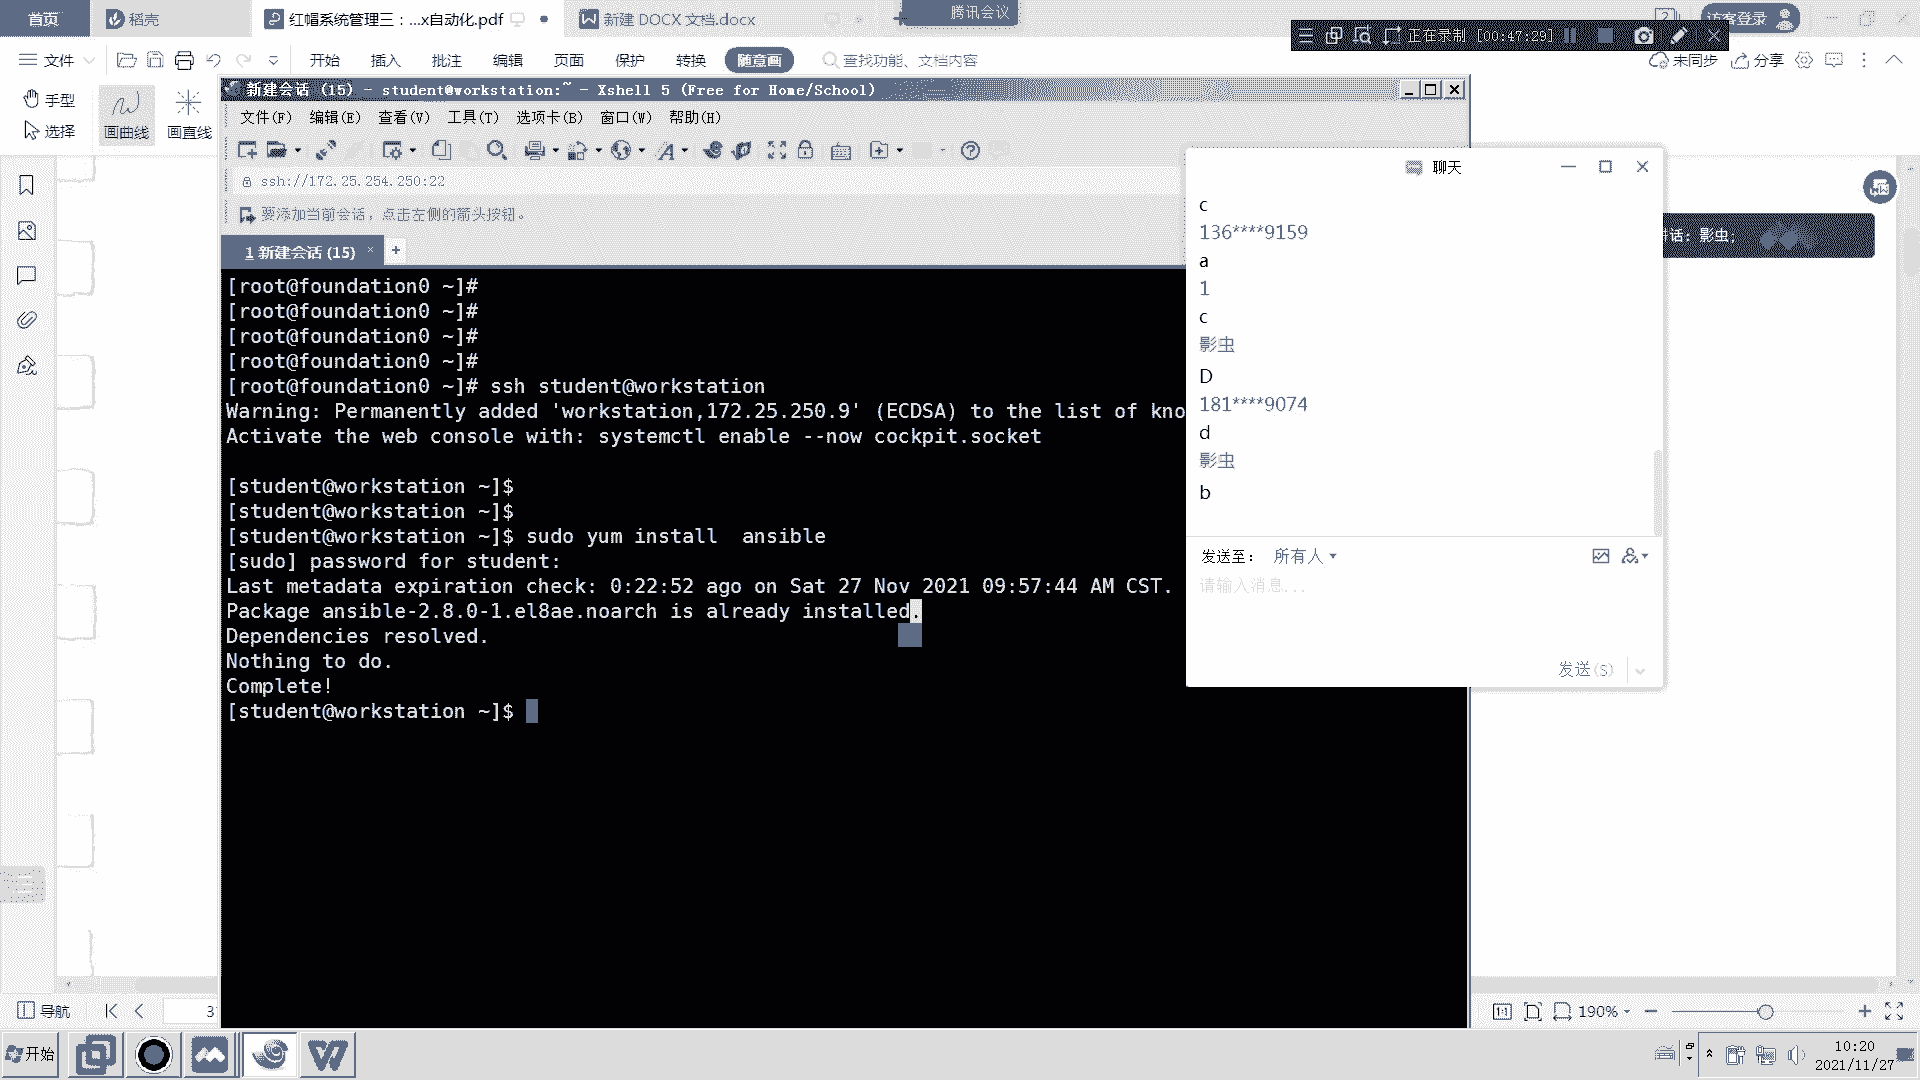 首页
稻壳
红帽系统管理三：...x自动化.pdf
新建 DOCX 文档.docx
腾讯会议
访客登录
正在录制 [00:47:29]
文件
开始
插入
批注
编辑
页面
保护
转换
随意画
查找功能、文档内容
未同步
分享
手型
选择
画曲线
画直线
新建会话 (15) - student@workstation:~ - Xshell 5 (Free for Home/School)
文件(F) 编辑(E) 查看(V) 工具(T) 选项卡(B) 窗口(W) 帮助(H)
ssh://172.25.254.250:22
要添加当前会话，点击左侧的箭头按钮。
1 新建会话 (15)
[root@foundation0 ~]#
[root@foundation0 ~]#
[root@foundation0 ~]#
[root@foundation0 ~]#
[root@foundation0 ~]# ssh student@workstation
Warning: Permanently added 'workstation,172.25.250.9' (ECDSA) to the list of kno
Activate the web console with: systemctl enable --now cockpit.socket
[student@workstation ~]$
[student@workstation ~]$
[student@workstation ~]$ sudo yum install  ansible
[sudo] password for student:
Last metadata expiration check: 0:22:52 ago on Sat 27 Nov 2021 09:57:44 AM CST.
Package ansible-2.8.0-1.el8ae.noarch is already installed.
Dependencies resolved.
Nothing to do.
Complete!
[student@workstation ~]$
聊天
c
136****9159
a
1
c
影虫
D
181****9074
d
影虫
b
发送至：
所有人
请输入消息...
发送(S)
讲话: 影虫;
导航
3
190%
开始
10:20
2021/11/27